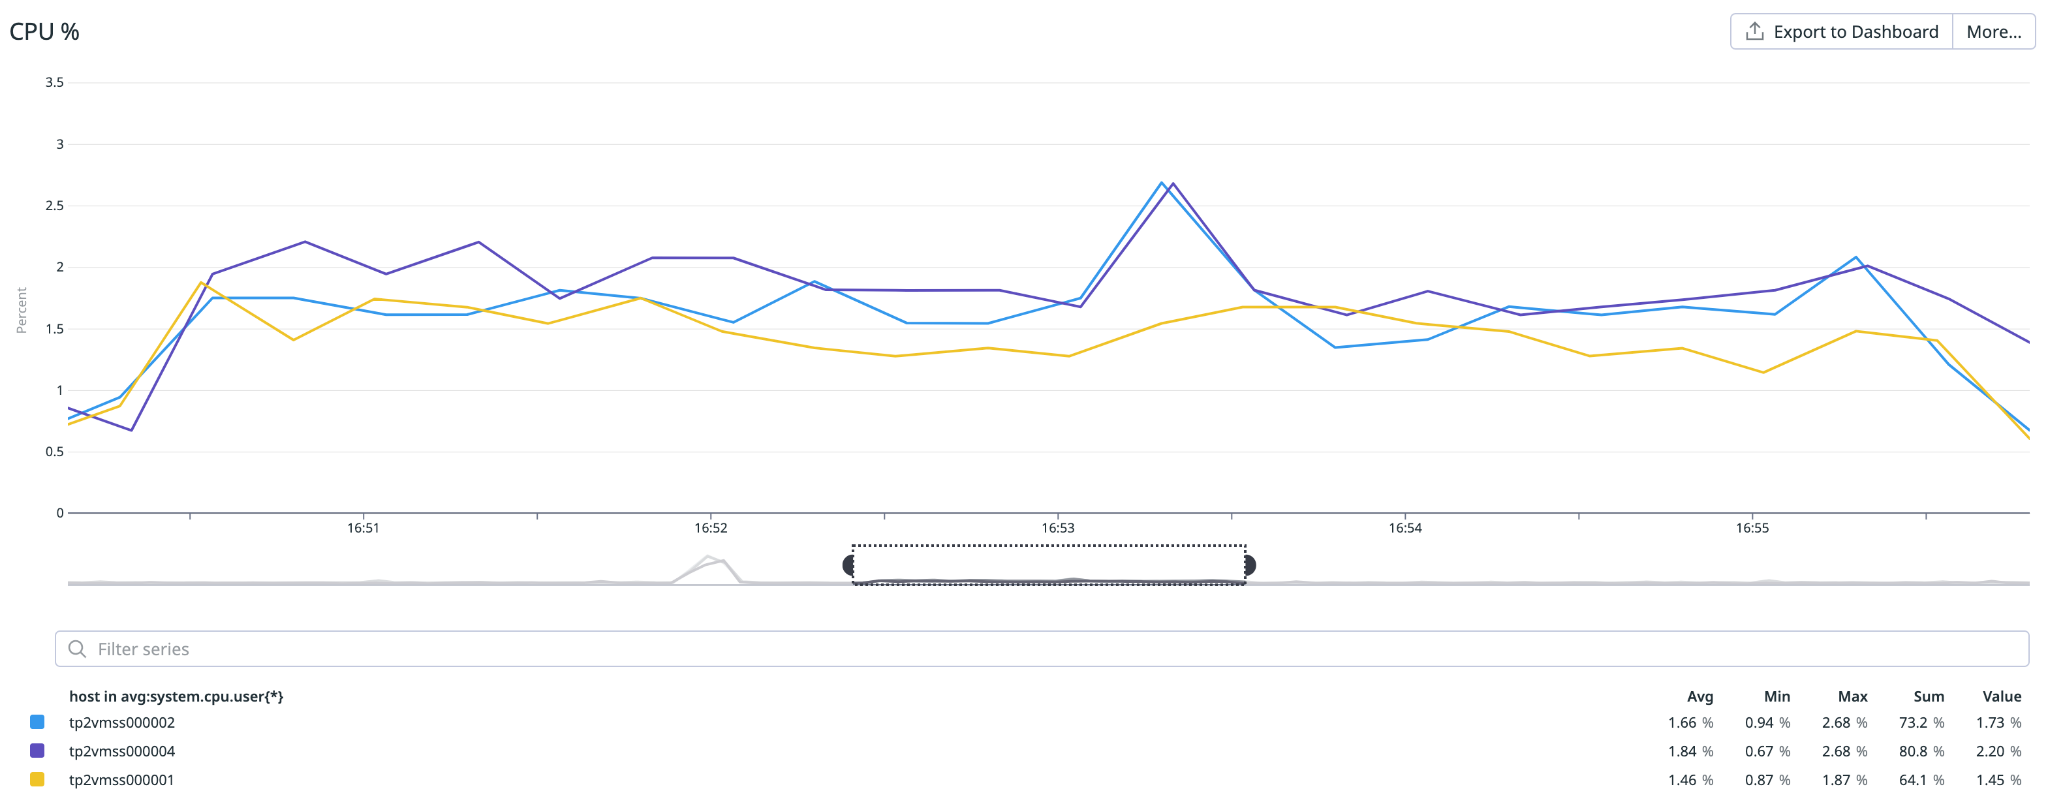 CPU %
Export to Dashboard More...
3.5
3
2.5
2
1.5
1
0.5
0
Percent
16:51 16:52 16:53 16:54 16:55
Filter series
host in avg:system.cpu.user{*} Avg Min Max Sum Value
tp2vmss000002 1.66 % 0.94 % 2.68 % 73.2 % 1.73 %
tp2vmss000004 1.84 % 0.67 % 2.68 % 80.8 % 2.20 %
tp2vmss000001 1.46 % 0.87 % 1.87 % 64.1 % 1.45 %